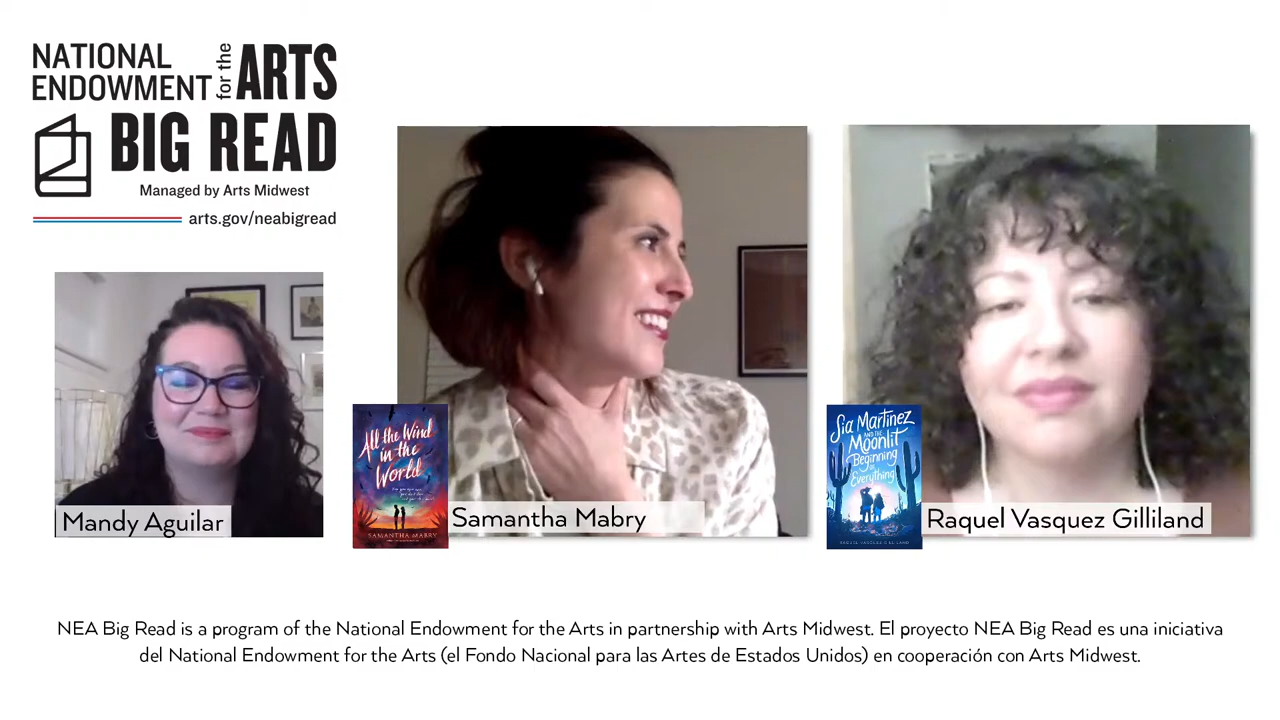 NATIONAL
ENDOWMENT
for the
ARTS
BIG READ
Managed by Arts Midwest
arts.gov/neabigread
Mandy Aguilar
All the Wind
in the
World
SAMANTHA MABRY
Samantha Mabry
Sia Martinez
AND THE
Moonlit
Beginning
of
Everything
RAQUEL VASQUEZ GILLILAND
Raquel Vasquez Gilliland
NEA Big Read is a program of the National Endowment for the Arts in partnership with Arts Midwest. El proyecto NEA Big Read es una iniciativa
del National Endowment for the Arts (el Fondo Nacional para las Artes de Estados Unidos) en cooperación con Arts Midwest.